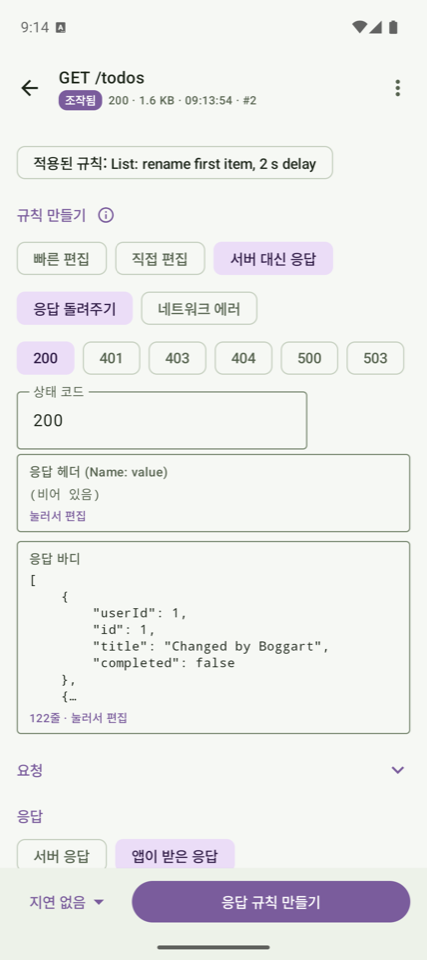 9:14 A
GET /todos
조작됨 200 · 1.6 KB · 09:13:54 · #2
적용된 규칙: List: rename first item, 2 s delay
규칙 만들기
빠른 편집 직접 편집 서버 대신 응답
응답 돌려주기 네트워크 에러
200 401 403 404 500 503
상태 코드
200
응답 헤더 (Name: value)
(비어 있음)
눌러서 편집
응답 바디
[
    {
        "userId": 1,
        "id": 1,
        "title": "Changed by Boggart",
        "completed": false
    },
    {…
122줄 · 눌러서 편집
요청
응답
서버 응답 앱이 받은 응답
지연 없음 응답 규칙 만들기